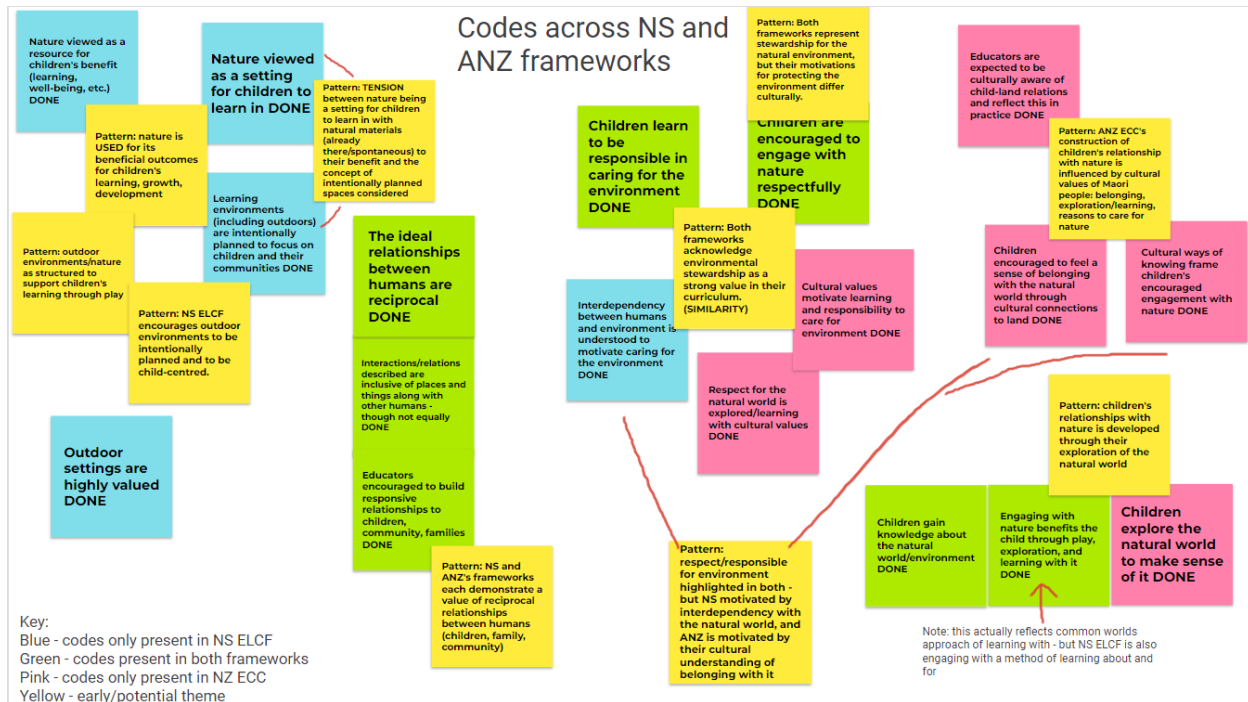 Codes across NS and
ANZ frameworks
Nature viewed as a
resource for
children's benefit
(learning,
well-being, etc.)
DONE
Nature viewed
as a setting
for children to
learn in DONE
Pattern: TENSION
between nature being
a setting for children
to learn in with
natural materials
(already
there/spontaneous) to
their benefit and the
concept of
intentionally planned
spaces considered
Pattern: nature is
USED for its
beneficial outcomes
for children's
learning, growth,
development
Learning
environments
(including outdoors)
are intentionally
planned to focus on
children and their
communities DONE
Pattern: outdoor
environments/nature
as structured to
support children's
learning through play
Pattern: NS ELCF
encourages outdoor
environments to be
intentionally
planned and to be
child-centred.
Outdoor
settings are
highly valued
DONE
The ideal
relationships
between
humans are
reciprocal
DONE
Interactions/relations
described are
inclusive of places and
things along with
other humans -
though not equally
DONE
Educators
encouraged to build
responsive
relationships to
children,
community, families
DONE
Pattern: NS and
ANZ's frameworks
each demonstrate a
value of reciprocal
relationships
between humans
(children, family,
community)
Pattern: Both
frameworks represent
stewardship for the
natural environment,
but their motivations
for protecting the
environment differ
culturally.
Children learn
to be
responsible in
caring for the
environment
DONE
Children are
encouraged to
engage with
nature
respectfully
DONE
Pattern: Both
frameworks
acknowledge
environmental
stewardship as a
strong value in their
curriculum.
(SIMILARITY)
Interdependency
between humans
and environment is
understood to
motivate caring for
the environment
DONE
Cultural values
motivate learning
and responsibility to
care for
environment DONE
Respect for the
natural world is
explored/learning
with cultural values
DONE
Pattern:
respect/responsible
for environment
highlighted in both -
but NS motivated by
interdependency with
the natural world, and
ANZ is motivated by
their cultural
understanding of
belonging with it
Educators are
expected to be
culturally aware of
child-land relations
and reflect this in
practice DONE
Pattern: ANZ ECC's
construction of
children's relationship
with nature is
influenced by cultural
values of Maori
people: belonging,
exploration/learning,
reasons to care for
nature
Children
encouraged to feel a
sense of belonging
with the natural
world through
cultural connections
to land DONE
Cultural ways of
knowing frame
children's
encouraged
engagement with
nature DONE
Pattern: children's
relationships with
nature is developed
through their
exploration of the
natural world
Children gain
knowledge about
the natural
world/environment
DONE
Engaging with
nature benefits the
child through play,
exploration, and
learning with it
DONE
Children
explore the
natural world
to make sense
of it DONE
Note: this actually reflects common worlds
approach of learning with - but NS ELCF is also
engaging with a method of learning about and
for
Key:
Blue - codes only present in NS ELCF
Green - codes present in both frameworks
Pink - codes only present in NZ ECC
Yellow - early/potential theme